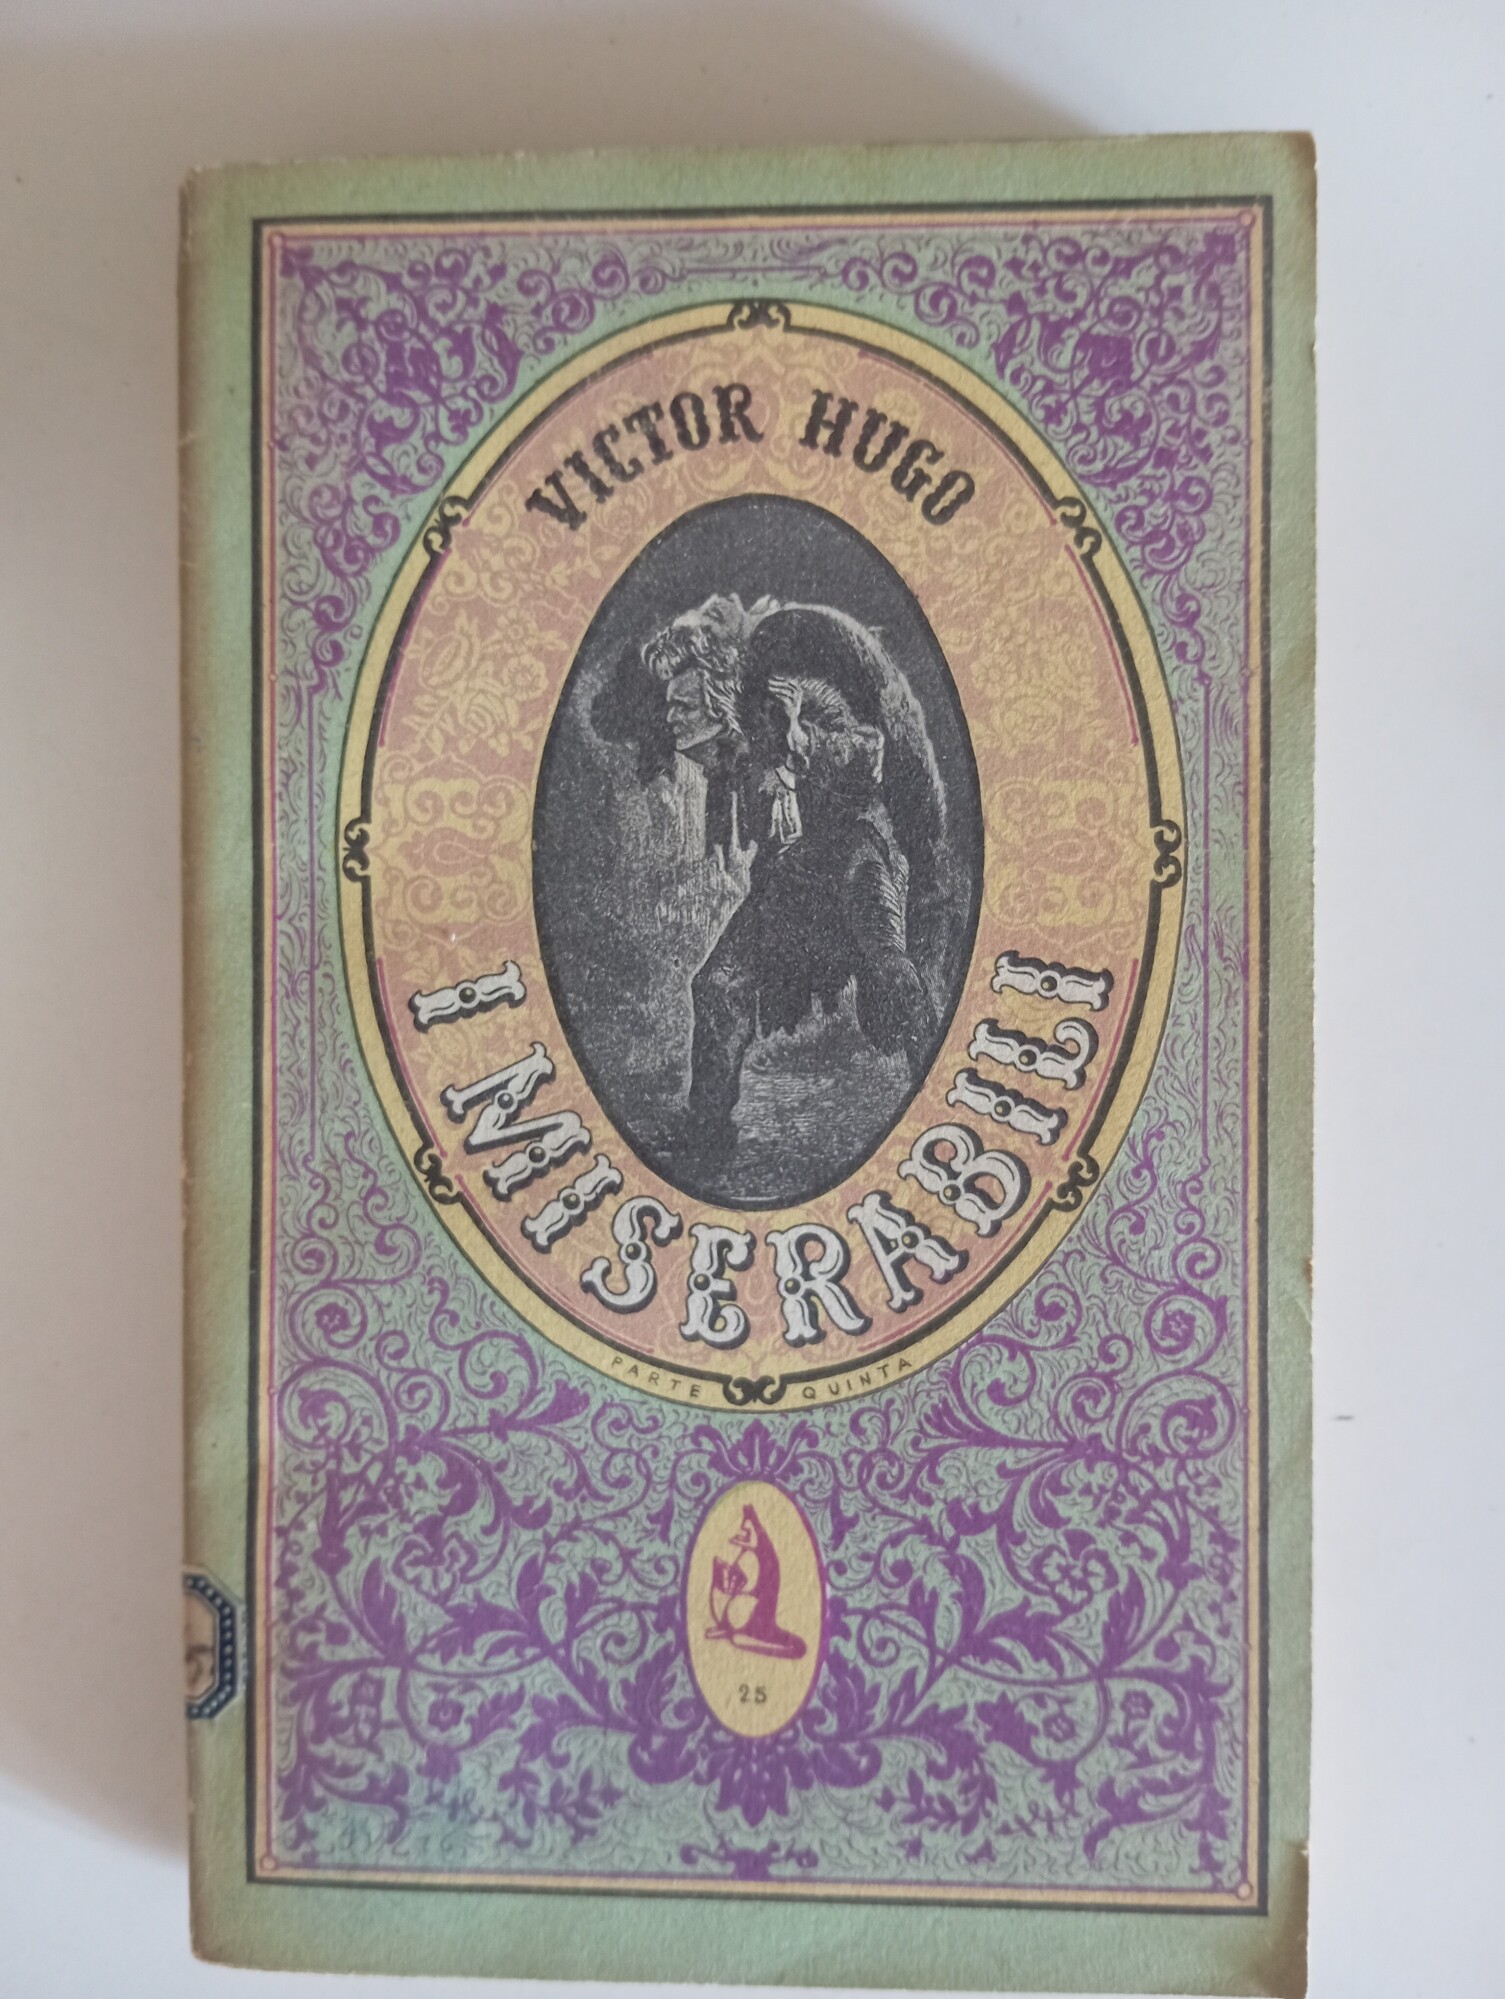 VICTOR HUGO
I MISERABILI
PARTE QUINTA
25